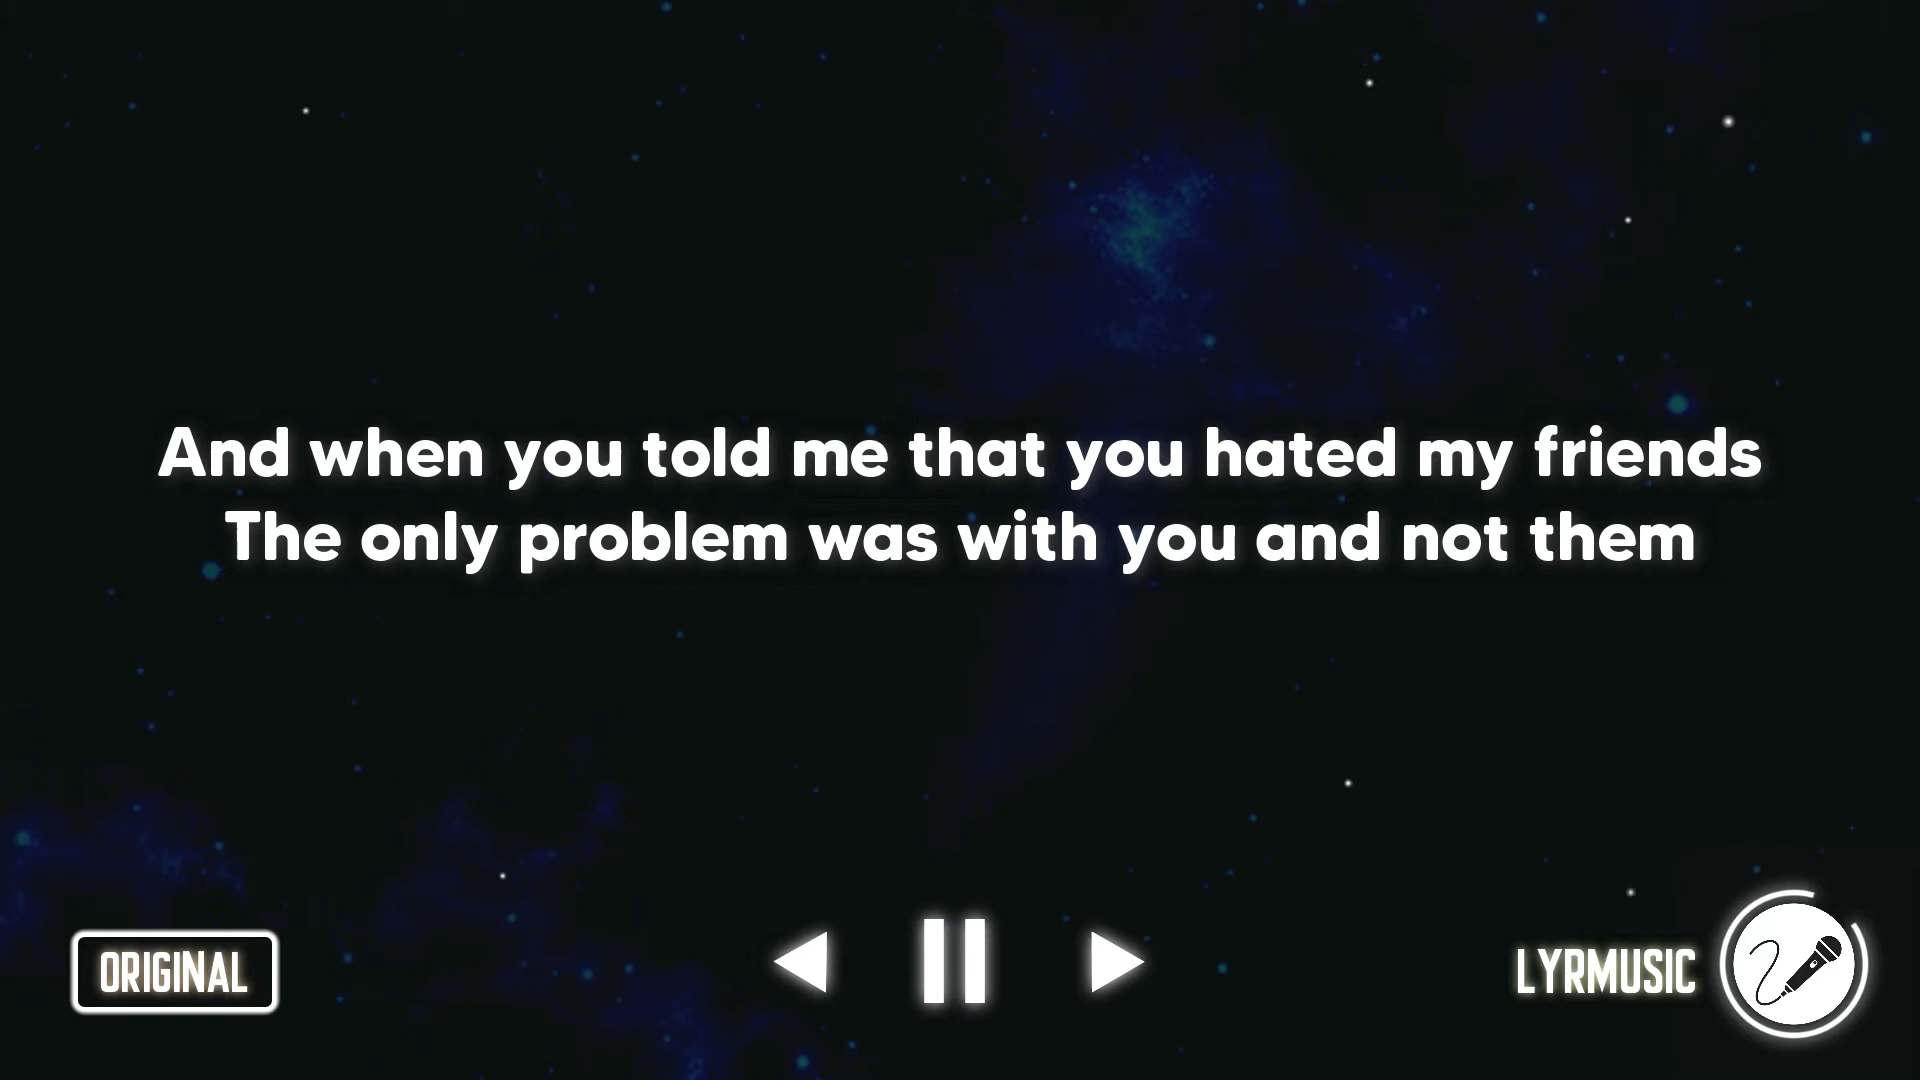 And when you told me that you hated my friends
The only problem was with you and not them
ORIGINAL
LYRMUSIC